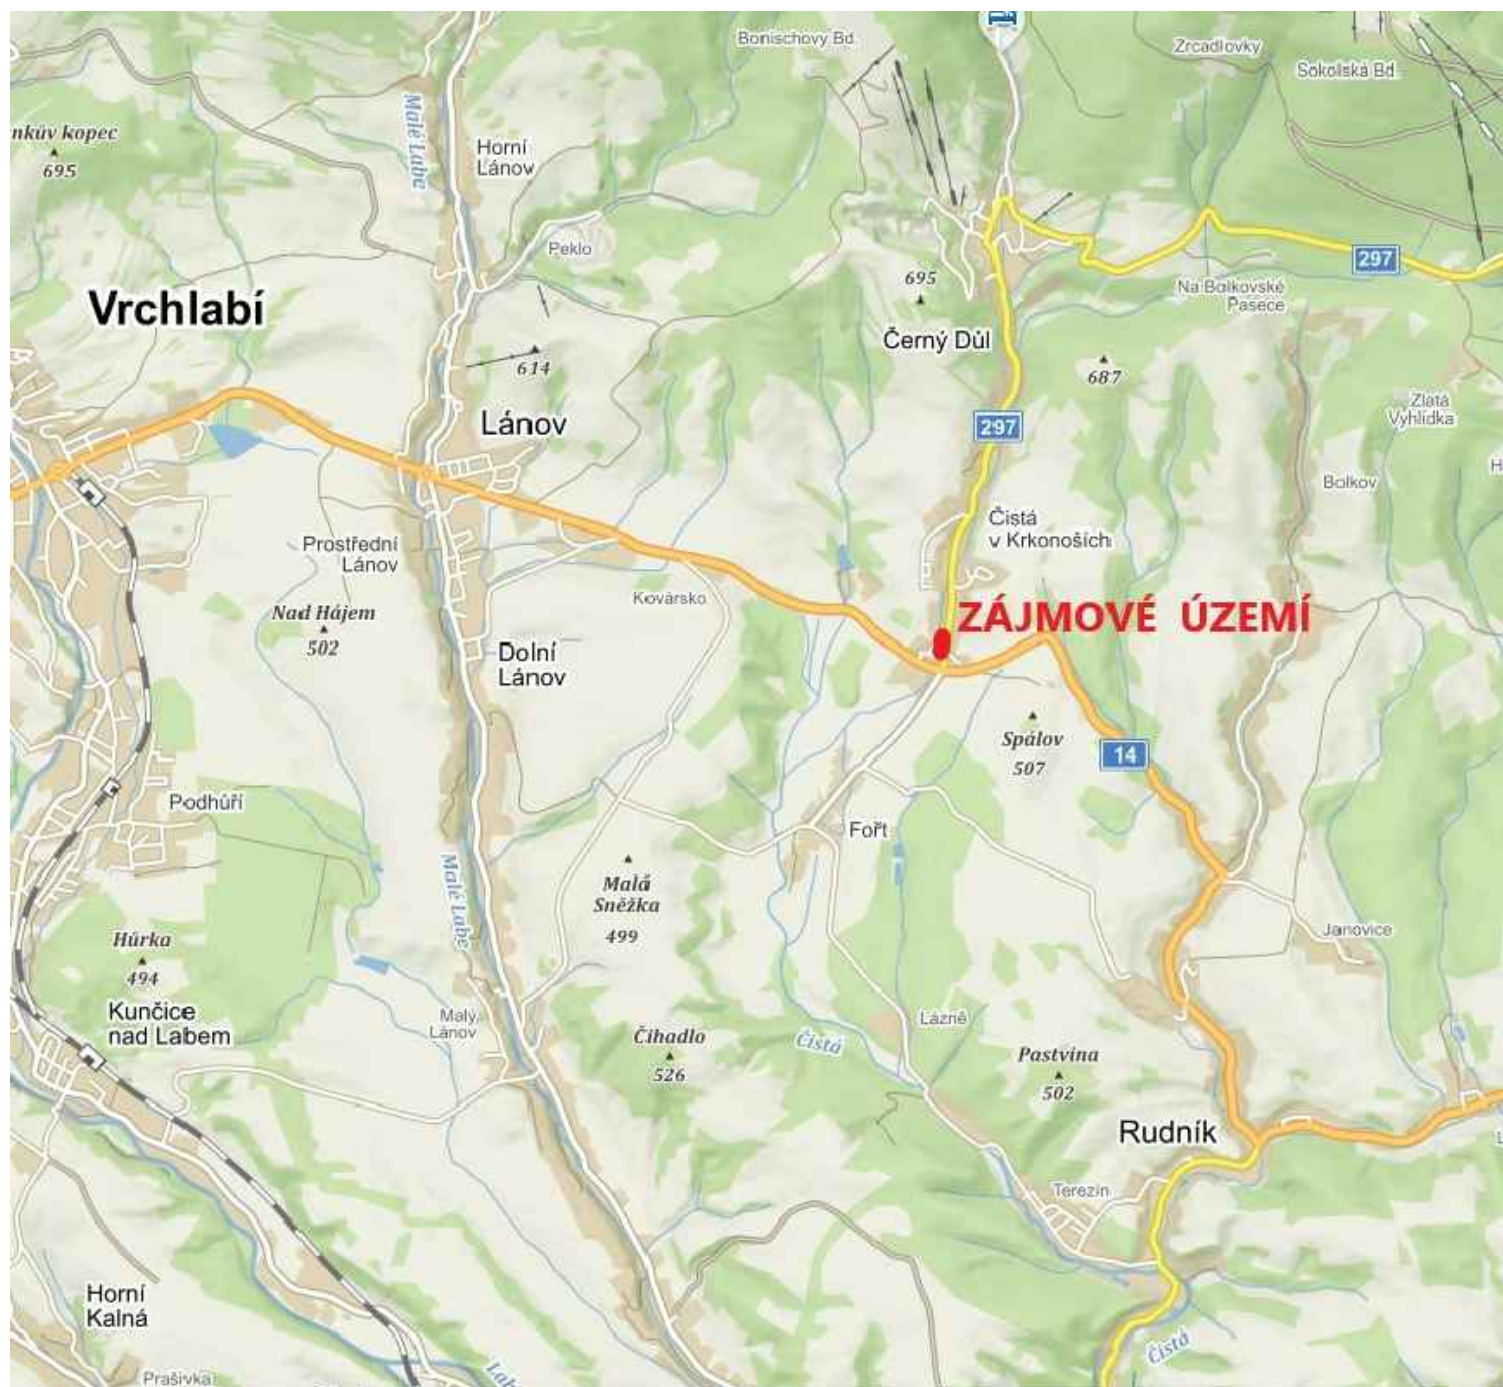 Bönischovy Bd.
Zrcadlovky
Sokolská Bd.
Malé Labe
nkův kopec
695
Horní
Lánov
Peklo
297
695
Na Bolkovské
Pasece
Vrchlabí
Černý Důl
614
687
Zlatá
Vyhlídka
Lánov
297
H
Bolkov
Čistá
v Krkonoších
Prostřední
Lánov
Kovársko
Nad Hájem
502
ZÁJMOVÉ ÚZEMÍ
Dolní
Lánov
Spálov
507
14
Podhůří
Fořt
Malá
Sněžka
499
Malé Labe
Hůrka
494
Janovice
Kunčice
nad Labem
Malý
Lánov
Lázně
Čihadlo
526
Čistá
Pastvina
502
Rudník
L
Terezín
Horní
Kalná
Čistá
Lab
Prašivka